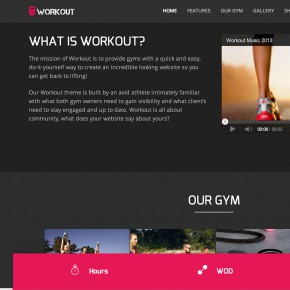 WORKOUT
HOME FEATURES OUR GYM GALLERY
WHAT IS WORKOUT?
The mission of Workout is to provide gyms with a quick and easy,
do-it-yourself way to create an incredible looking website so you
can get back to lifting!
Our Workout theme is built by an avid athlete intimately familiar
with what both gym owners need to gain visibility and what client's
need to stay engaged and up to date. Workout is all about
community, what does your website say about yours?
Workout Music 2013
00:00
OUR GYM
Hours WOD